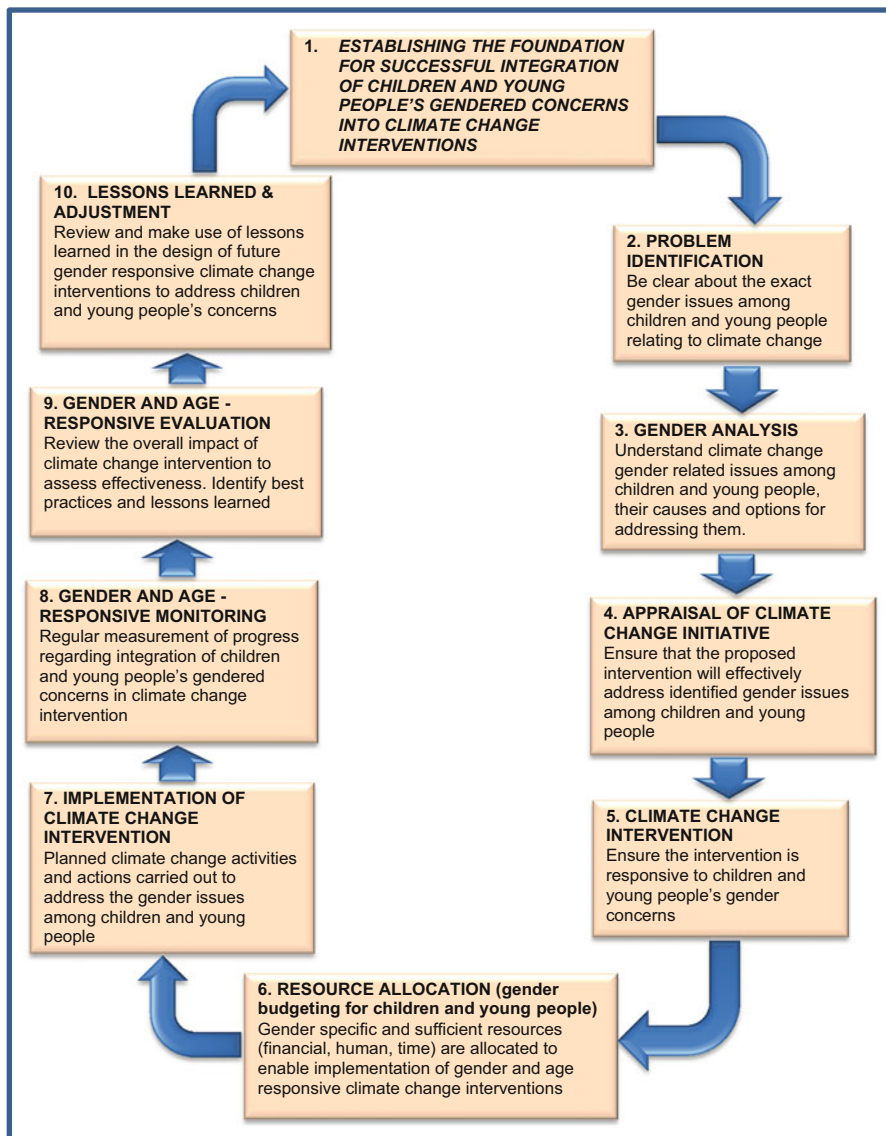 1. ESTABLISHING THE FOUNDATION
FOR SUCCESSFUL INTEGRATION
OF CHILDREN AND YOUNG
PEOPLE’S GENDERED CONCERNS
INTO CLIMATE CHANGE
INTERVENTIONS
2. PROBLEM
IDENTIFICATION
Be clear about the exact
gender issues among
children and young people
relating to climate change
3. GENDER ANALYSIS
Understand climate change
gender related issues among
children and young people,
their causes and options for
addressing them.
4. APPRAISAL OF CLIMATE
CHANGE INITIATIVE
Ensure that the proposed
intervention will effectively
address identified gender issues
among children and young
people
5. CLIMATE CHANGE
INTERVENTION
Ensure the intervention is
responsive to children and
young people’s gender
concerns
6. RESOURCE ALLOCATION (gender
budgeting for children and young people)
Gender specific and sufficient resources
(financial, human, time) are allocated to
enable implementation of gender and age
responsive climate change interventions
7. IMPLEMENTATION OF
CLIMATE CHANGE
INTERVENTION
Planned climate change activities
and actions carried out to
address the gender issues
among children and young
people
8. GENDER AND AGE -
RESPONSIVE MONITORING
Regular measurement of progress
regarding integration of children
and young people’s gendered
concerns in climate change
intervention
9. GENDER AND AGE -
RESPONSIVE EVALUATION
Review the overall impact of
climate change intervention to
assess effectiveness. Identify best
practices and lessons learned
10. LESSONS LEARNED &
ADJUSTMENT
Review and make use of lessons
learned in the design of future
gender responsive climate change
interventions to address children
and young people’s concerns